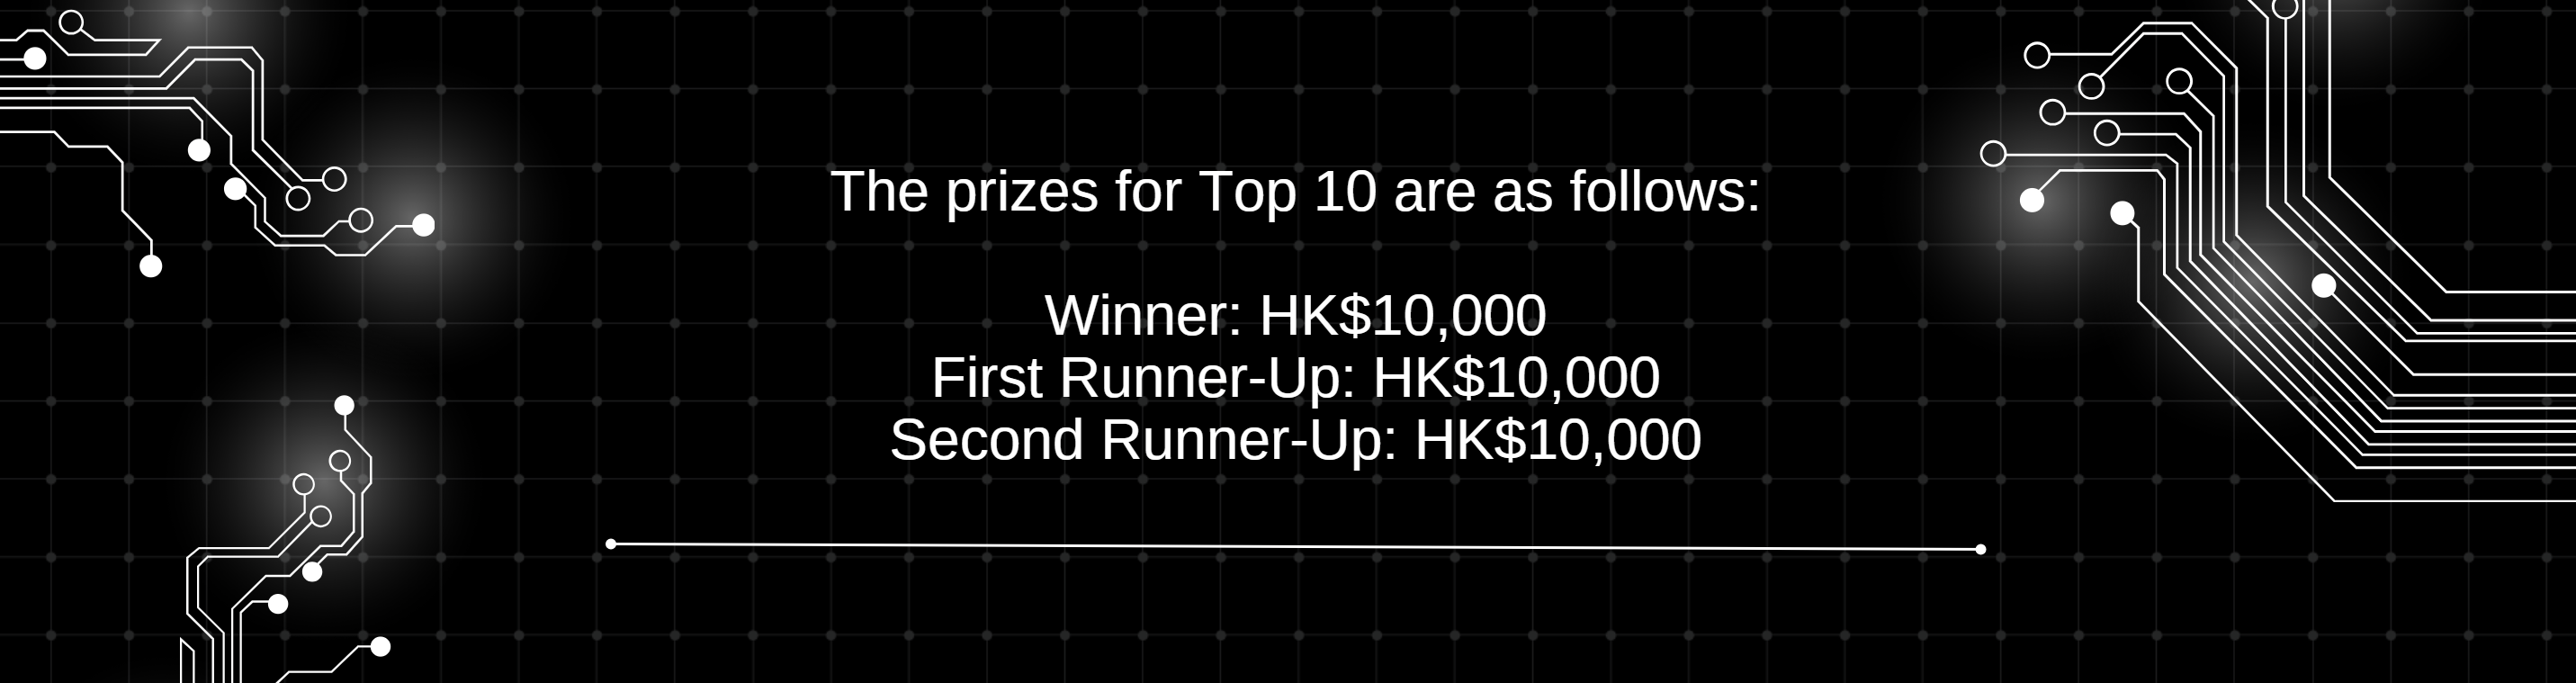 The prizes for Top 10 are as follows:
Winner: HK$10,000
First Runner-Up: HK$10,000
Second Runner-Up: HK$10,000